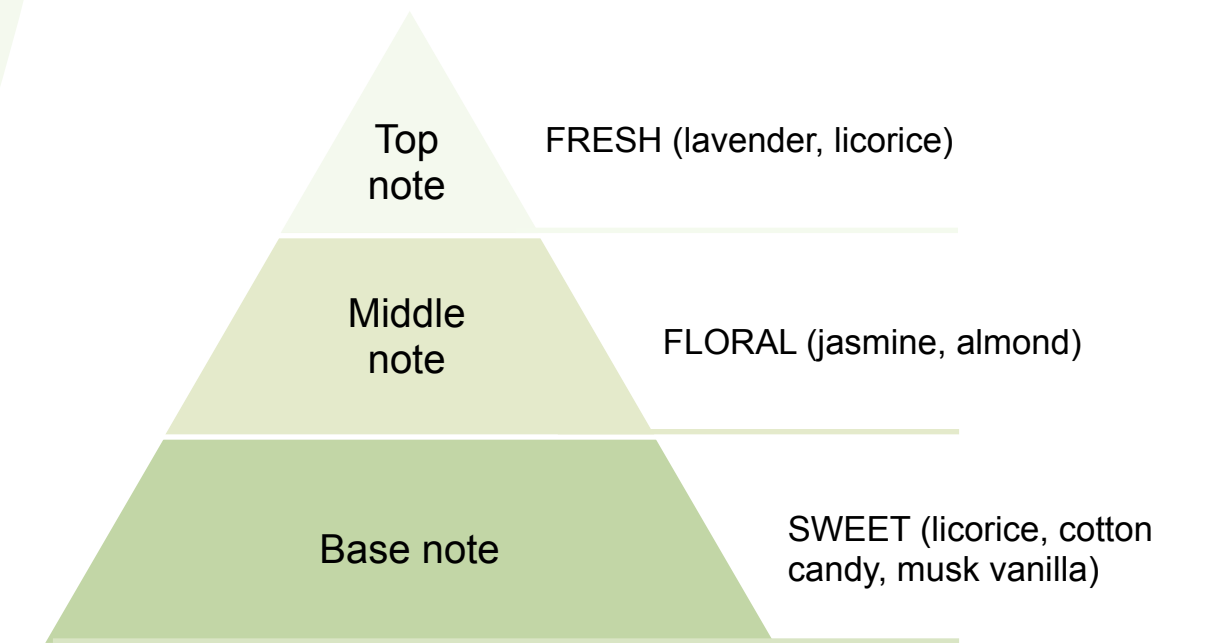 Top
note
FRESH (lavender, licorice)
Middle
note
FLORAL (jasmine, almond)
Base note
SWEET (licorice, cotton
candy, musk vanilla)